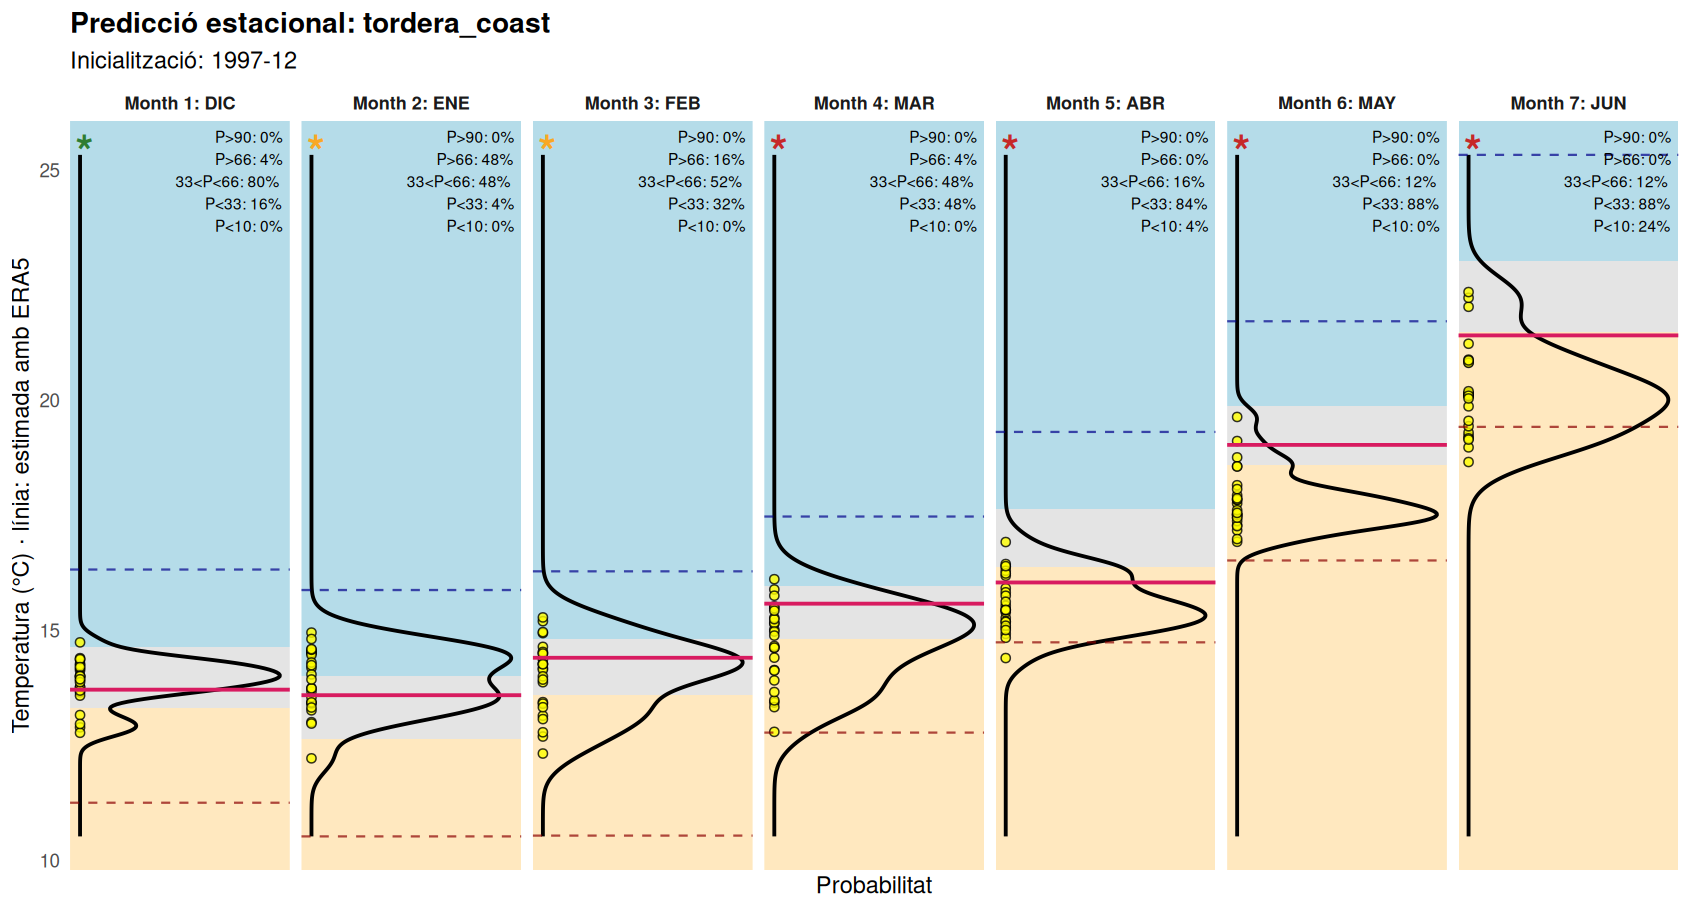 Predicció estacional: tordera_coast
Inicialització: 1997-12
Month 1: DIC
Month 2: ENE
Month 3: FEB
Month 4: MAR
Month 5: ABR
Month 6: MAY
Month 7: JUN
*
P>90: 0%
P>66: 4%
33<P<66: 80%
P<33: 16%
P<10: 0%
*
P>90: 0%
P>66: 48%
33<P<66: 48%
P<33: 4%
P<10: 0%
*
P>90: 0%
P>66: 16%
33<P<66: 52%
P<33: 32%
P<10: 0%
*
P>90: 0%
P>66: 4%
33<P<66: 48%
P<33: 48%
P<10: 0%
*
P>90: 0%
P>66: 0%
33<P<66: 16%
P<33: 84%
P<10: 4%
*
P>90: 0%
P>66: 0%
33<P<66: 12%
P<33: 88%
P<10: 0%
*
P>90: 0%
P>66: 0%
33<P<66: 12%
P<33: 88%
P<10: 24%
25
20
15
10
Temperatura (°C) · línia: estimada amb ERA5
Probabilitat